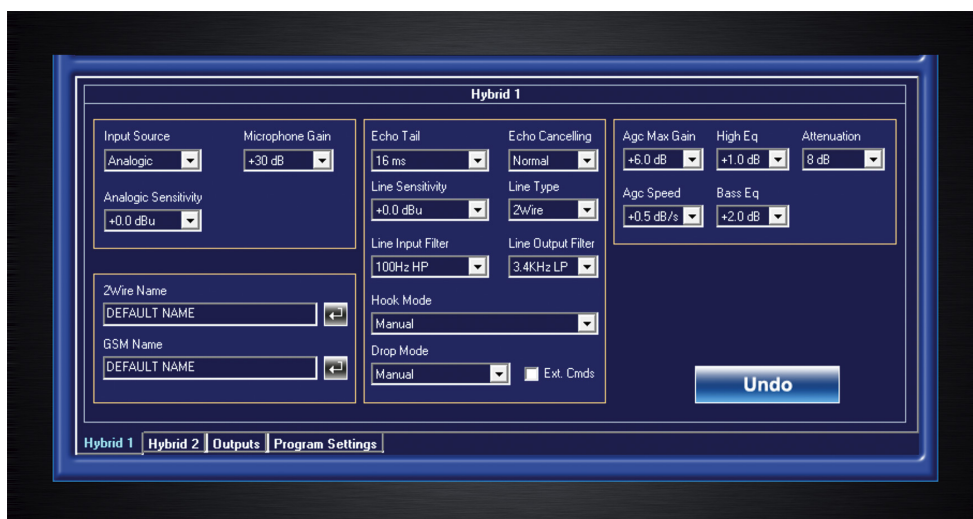 Hybrid 1
Input Source
Microphone Gain
Analogic
+30 dB
Analogic Sensitivity
+0.0 dBu
2Wire Name
DEFAULT NAME
GSM Name
DEFAULT NAME
Echo Tail
Echo Cancelling
16 ms
Normal
Line Sensitivity
Line Type
+0.0 dBu
2Wire
Line Input Filter
Line Output Filter
100Hz HP
3.4KHz LP
Hook Mode
Manual
Drop Mode
Manual
Ext. Cmds
Agc Max Gain
High Eq
Attenuation
+6.0 dB
+1.0 dB
8 dB
Agc Speed
Bass Eq
+0.5 dB/s
+2.0 dB
Undo
Hybrid 1
Hybrid 2
Outputs
Program Settings